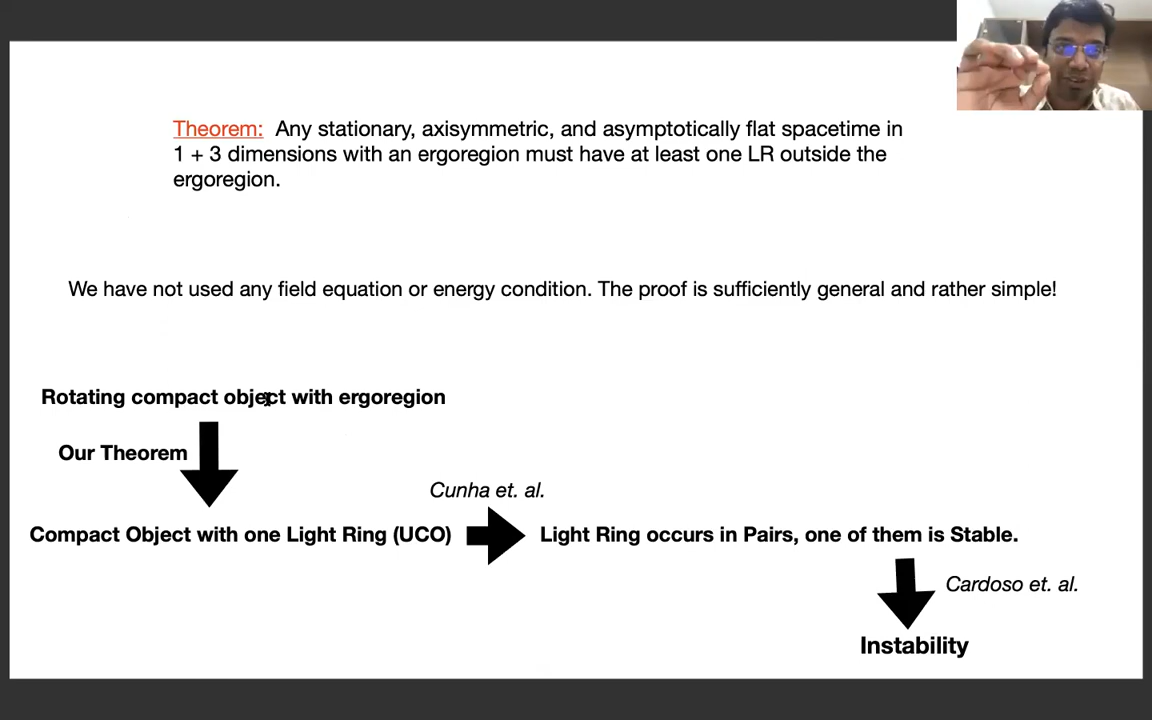 Theorem: Any stationary, axisymmetric, and asymptotically flat spacetime in
1 + 3 dimensions with an ergoregion must have at least one LR outside the
ergoregion.
We have not used any field equation or energy condition. The proof is sufficiently general and rather simple!
Rotating compact object with ergoregion
Our Theorem
Cunha et. al.
Compact Object with one Light Ring (UCO)
Light Ring occurs in Pairs, one of them is Stable.
Cardoso et. al.
Instability